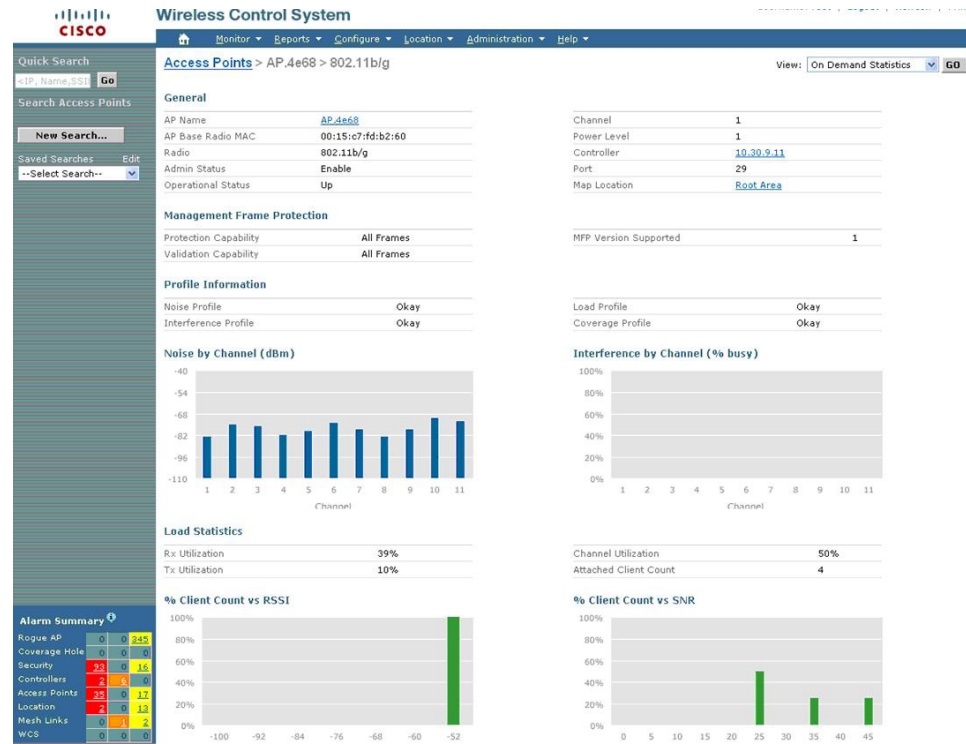 CISCO
Wireless Control System
Monitor Reports Configure Location Administration Help
Quick Search
<IP, Name,SSI Go
Search Access Points
New Search...
Saved Searches Edit
--Select Search--
Access Points > AP.4e68 > 802.11b/g
View: On Demand Statistics GO
General
AP Name AP.4e68
AP Base Radio MAC 00:15:c7:fd:b2:60
Radio 802.11b/g
Admin Status Enable
Operational Status Up
Channel 1
Power Level 1
Controller 10.30.9.11
Port 29
Map Location Root Area
Management Frame Protection
Protection Capability All Frames
Validation Capability All Frames
MFP Version Supported 1
Profile Information
Noise Profile Okay
Interference Profile Okay
Load Profile Okay
Coverage Profile Okay
Noise by Channel (dBm)
-40
-54
-68
-82
-96
-110
1 2 3 4 5 6 7 8 9 10 11
Channel
Interference by Channel (% busy)
100%
80%
60%
40%
20%
0%
1 2 3 4 5 6 7 8 9 10 11
Channel
Load Statistics
Rx Utilization 39%
Tx Utilization 10%
Channel Utilization 50%
Attached Client Count 4
% Client Count vs RSSI
100%
80%
60%
40%
20%
0%
-100 -92 -84 -76 -68 -60 -52
% Client Count vs SNR
100%
80%
60%
40%
20%
0%
0 5 10 15 20 25 30 35 40 45
Alarm Summary
Rogue AP 0 0 345
Coverage Hole 0 0 0
Security 93 0 16
Controllers 2 6 0
Access Points 25 0 17
Location 2 0 13
Mesh Links 0 1 2
WCS 0 0 0